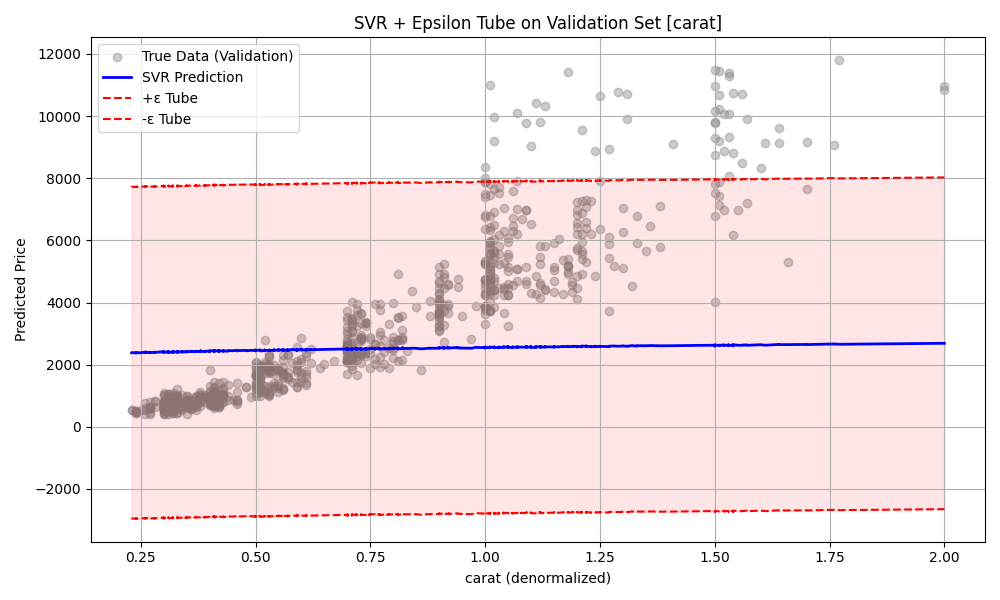 SVR + Epsilon Tube on Validation Set [carat]
True Data (Validation)
SVR Prediction
+ε Tube
-ε Tube
12000
10000
8000
6000
4000
2000
0
−2000
Predicted Price
0.25 0.50 0.75 1.00 1.25 1.50 1.75 2.00
carat (denormalized)